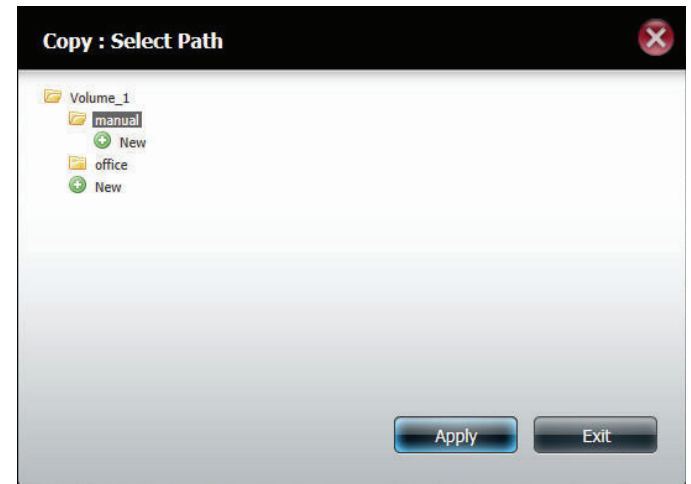 Copy : Select Path
Volume_1
manual
New
office
New
Apply Exit